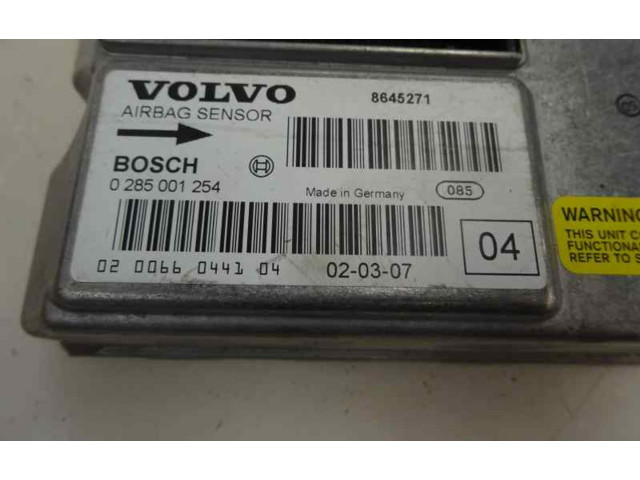 VOLVO
8645271
AIRBAG SENSOR
BOSCH
0 285 001 254
Made in Germany
085
04
02 0066 0441 04
02-03-07
WARNING
THIS UNIT
FUNCTIONA
REFER TO S